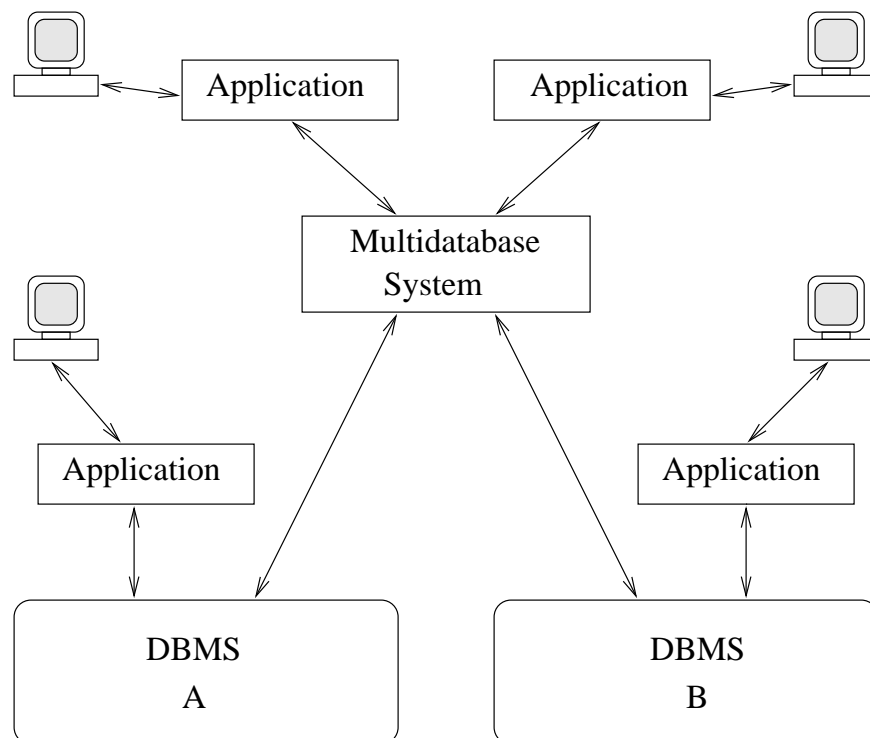 Application
Application
Multidatabase
System
Application
Application
DBMS
A
DBMS
B